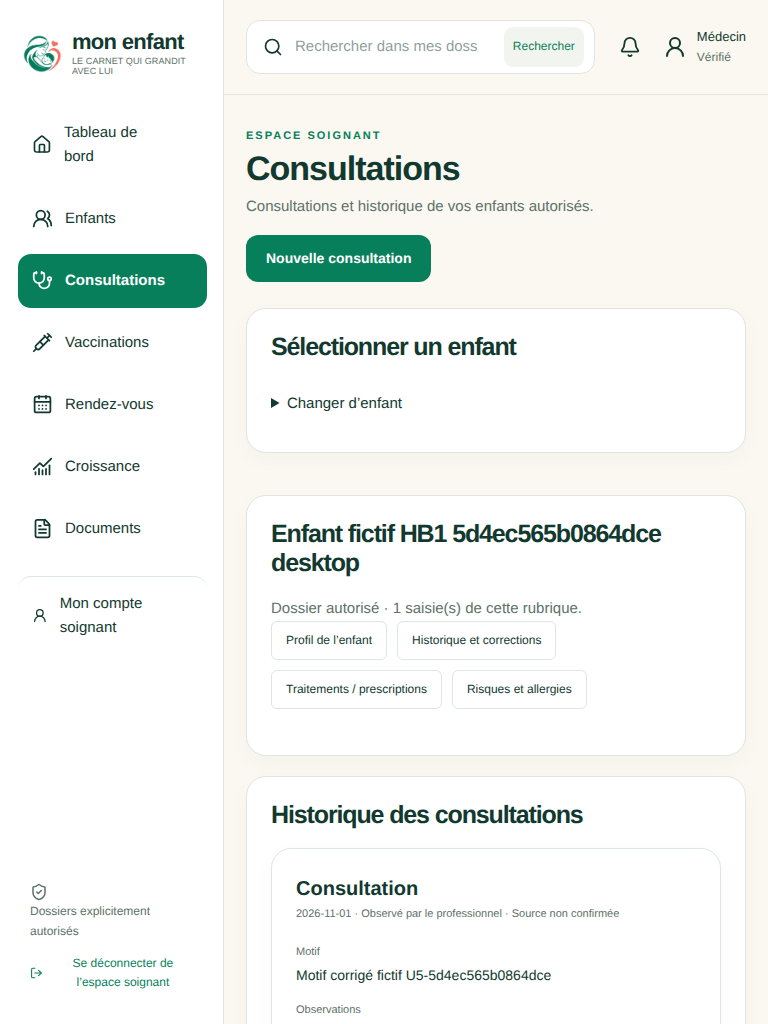 mon enfant
LE CARNET QUI GRANDIT
AVEC LUI
Tableau de
bord
Enfants
Consultations
Vaccinations
Rendez-vous
Croissance
Documents
Mon compte
soignant
Dossiers explicitement
autorisés
Se déconnecter de
l’espace soignant
Rechercher dans mes doss
Rechercher
Médecin
Vérifié
ESPACE SOIGNANT
Consultations
Consultations et historique de vos enfants autorisés.
Nouvelle consultation
Sélectionner un enfant
Changer d’enfant
Enfant fictif HB1 5d4ec565b0864dce
desktop
Dossier autorisé · 1 saisie(s) de cette rubrique.
Profil de l’enfant
Historique et corrections
Traitements / prescriptions
Risques et allergies
Historique des consultations
Consultation
2026-11-01 · Observé par le professionnel · Source non confirmée
Motif
Motif corrigé fictif U5-5d4ec565b0864dce
Observations